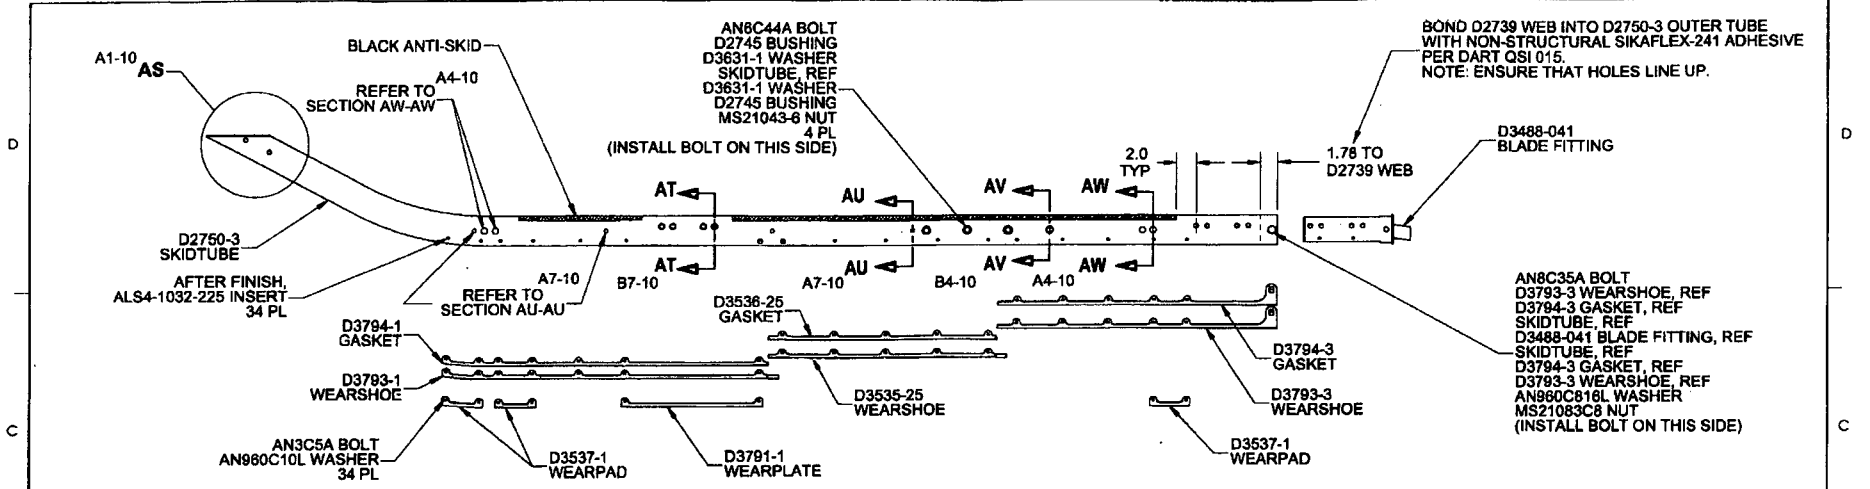 A1-10
AS
BLACK ANTI-SKID
A4-10
REFER TO
SECTION AW-AW
AN6C44A BOLT
D2745 BUSHING
D3631-1 WASHER
SKIDTUBE, REF
D3631-1 WASHER
D2745 BUSHING
MS21043-6 NUT
4 PL
(INSTALL BOLT ON THIS SIDE)
BOND D2739 WEB INTO D2750-3 OUTER TUBE
WITH NON-STRUCTURAL SIKAFLEX-241 ADHESIVE
PER DART QSI 015.
NOTE: ENSURE THAT HOLES LINE UP.
D
D
2.0
TYP
1.78 TO
D2739 WEB
D3488-041
BLADE FITTING
AT
AU
AV
AW
D2750-3
SKIDTUBE
AT
AU
AV
AW
A7-10
B7-10
A7-10
B4-10
A4-10
AFTER FINISH,
ALS4-1032-225 INSERT
34 PL
REFER TO
SECTION AU-AU
D3536-25
GASKET
AN8C35A BOLT
D3793-3 WEARSHOE, REF
D3794-3 GASKET, REF
SKIDTUBE, REF
D3488-041 BLADE FITTING, REF
SKIDTUBE, REF
D3794-3 GASKET, REF
D3793-3 WEARSHOE, REF
AN960C816L WASHER
MS21083C8 NUT
(INSTALL BOLT ON THIS SIDE)
D3794-1
GASKET
D3794-3
GASKET
D3793-1
WEARSHOE
D3535-25
WEARSHOE
D3793-3
WEARSHOE
C
C
AN3C5A BOLT
AN960C10L WASHER
34 PL
D3537-1
WEARPAD
D3791-1
WEARPLATE
D3537-1
WEARPAD